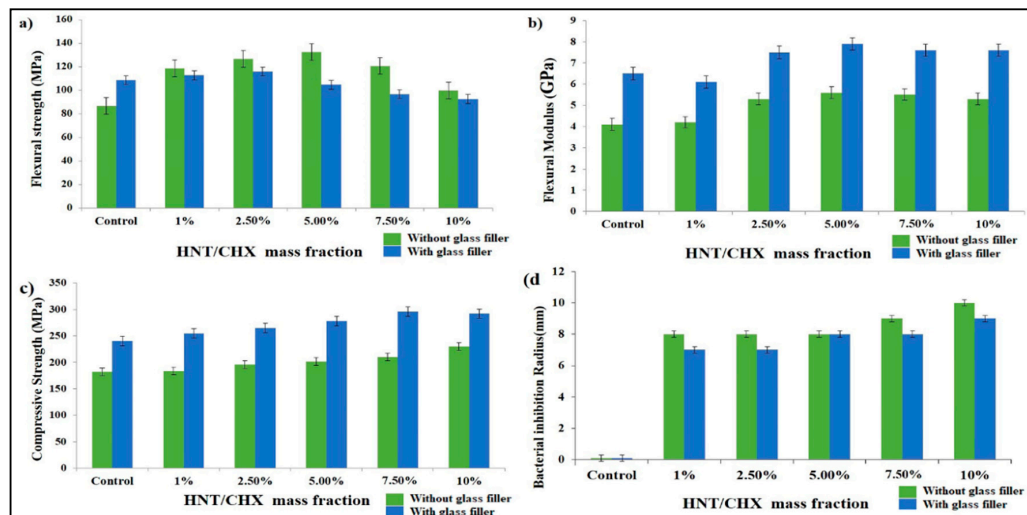 a)
Flexural strength (MPa)
160
140
120
100
80
60
40
20
0
Control 1% 2.50% 5.00% 7.50% 10%
HNT/CHX mass fraction
Without glass filler
With glass filler
b)
Flexural Modulus (GPa)
9
8
7
6
5
4
3
2
1
0
Control 1% 2.50% 5.00% 7.50% 10%
HNT/CHX mass fraction
Without glass filler
With glass filler
c)
Compressive Strength (MPa)
350
300
250
200
150
100
50
0
Control 1% 2.50% 5.00% 7.50% 10%
HNT/CHX mass fraction
Without glass filler
With glass filler
(d
Bacterial inhibition Radius(mm)
12
10
8
6
4
2
0
Control 1% 2.50% 5.00% 7.50% 10%
HNT/CHX mass fraction
Without glass filler
With glass filler